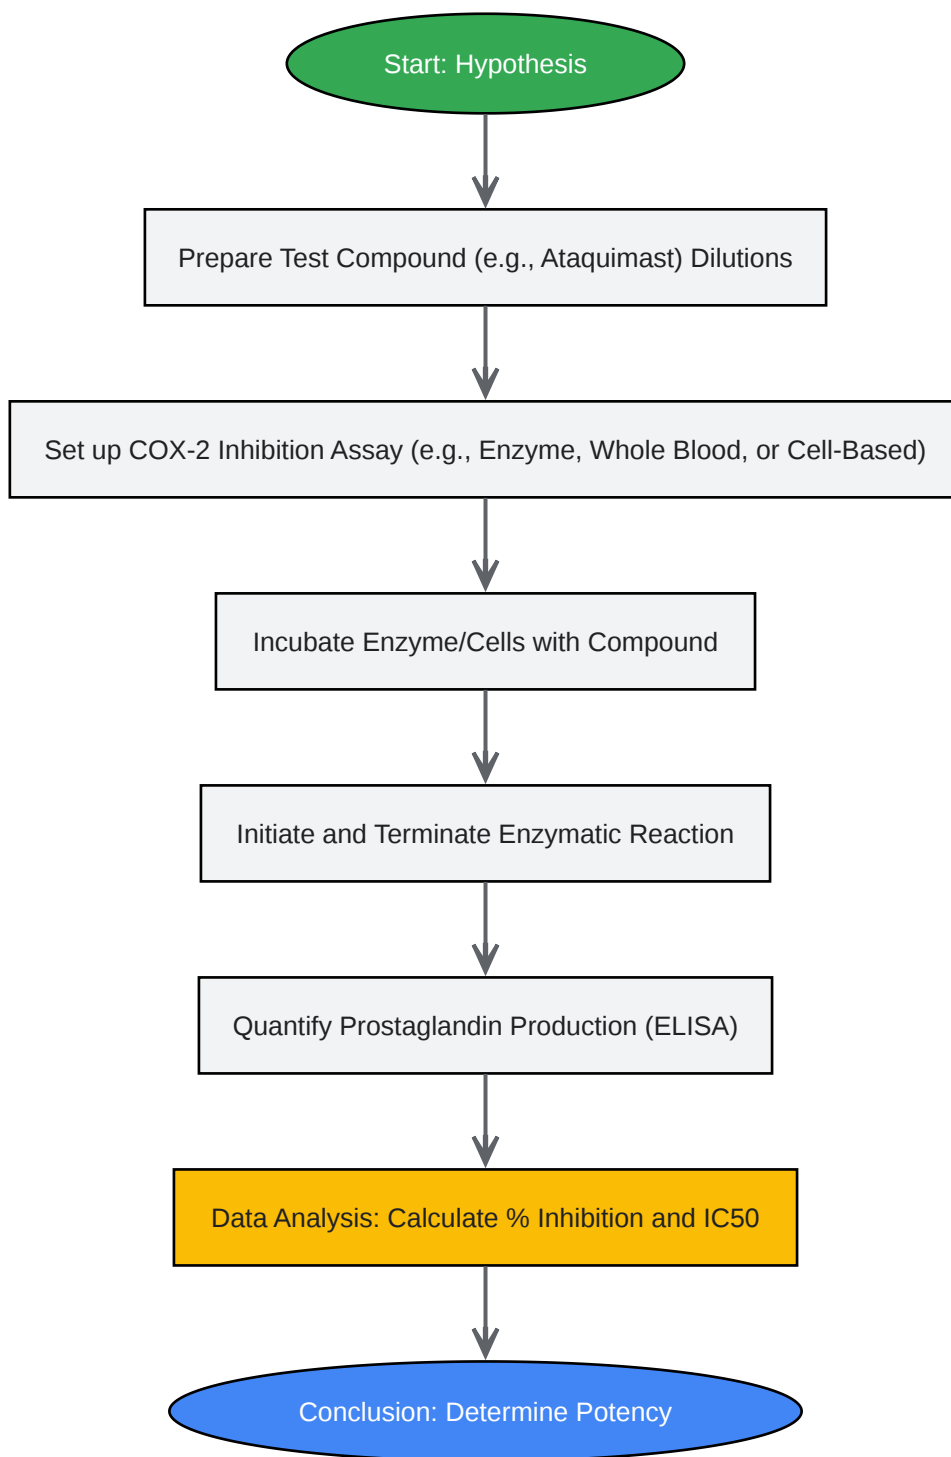 Start: Hypothesis
Prepare Test Compound (e.g., Ataquimast) Dilutions
Set up COX-2 Inhibition Assay (e.g., Enzyme, Whole Blood, or Cell-Based)
Incubate Enzyme/Cells with Compound
Initiate and Terminate Enzymatic Reaction
Quantify Prostaglandin Production (ELISA)
Data Analysis: Calculate % Inhibition and IC50
Conclusion: Determine Potency